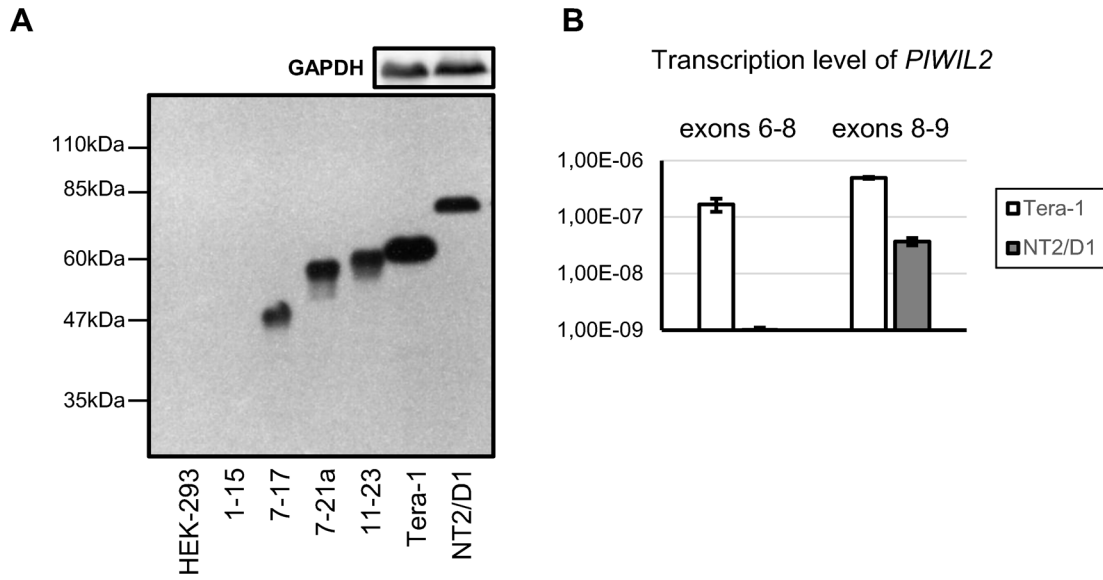 A
GAPDH
110kDa
85kDa
60kDa
47kDa
35kDa
HEK-293
1-15
7-17
7-21a
11-23
Tera-1
NT2/D1
B
Transcription level of PIWIL2
exons 6-8 exons 8-9
1,00E-06
1,00E-07
1,00E-08
1,00E-09
Tera-1
NT2/D1